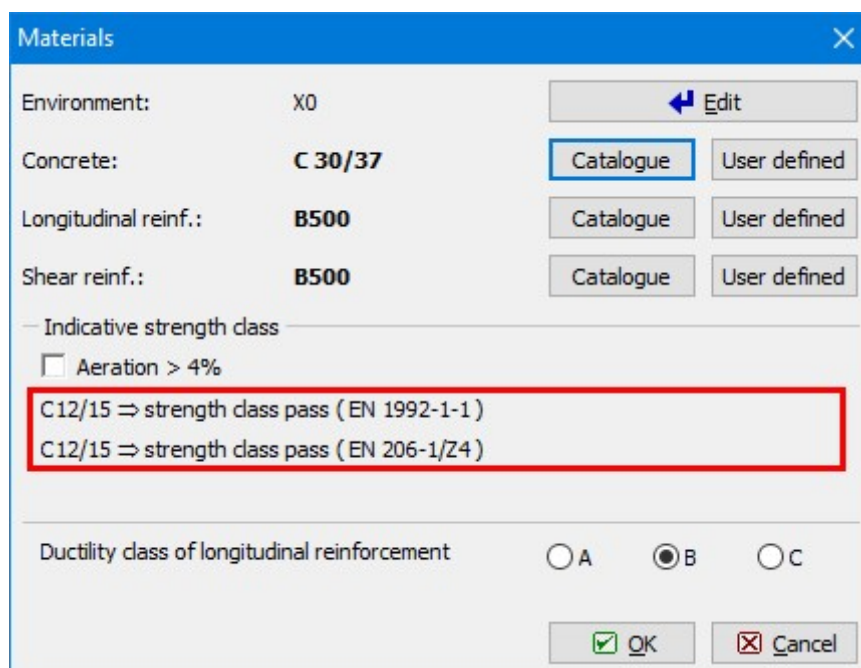 Materials
Environment: X0 Edit
Concrete: C 30/37 Catalogue User defined
Longitudinal reinf.: B500 Catalogue User defined
Shear reinf.: B500 Catalogue User defined
Indicative strength class
Aeration > 4%
C12/15 ⇒ strength class pass ( EN 1992-1-1 )
C12/15 ⇒ strength class pass ( EN 206-1/Z4 )
Ductility class of longitudinal reinforcement A B C
OK Cancel